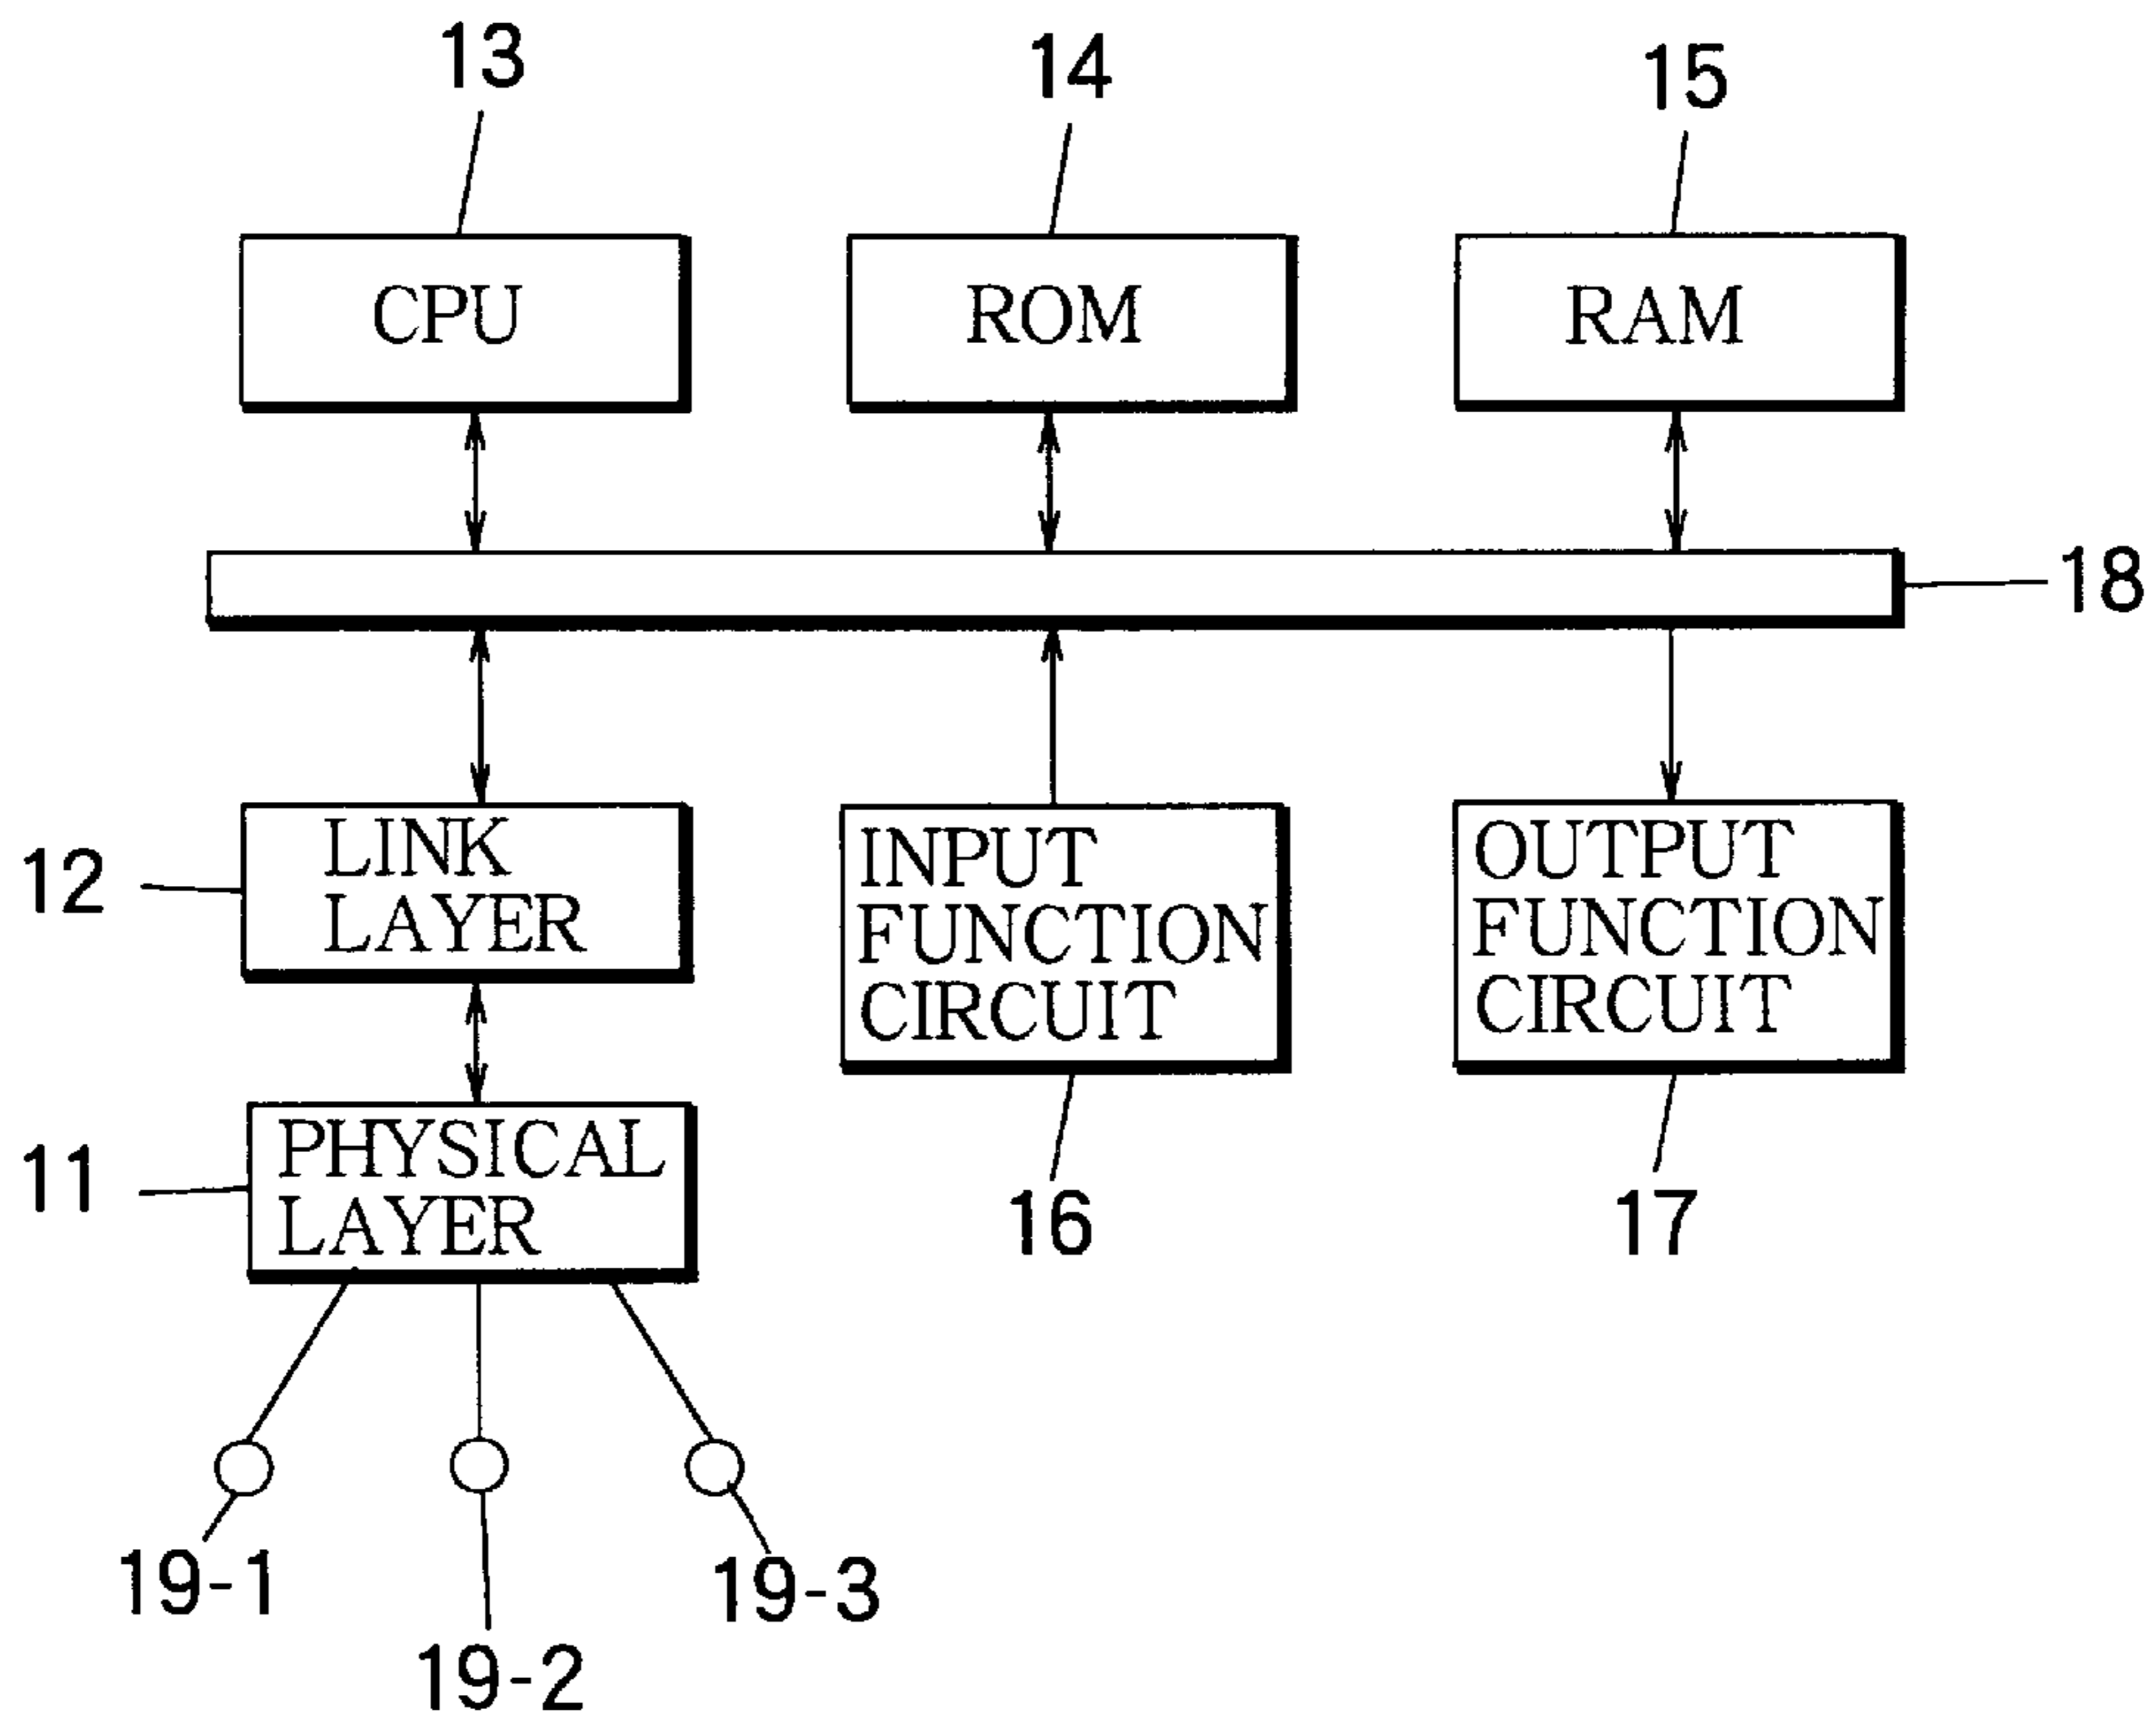 13
14
15
CPU
ROM
RAM
18
12
LINK
LAYER
INPUT
FUNCTION
CIRCUIT
OUTPUT
FUNCTION
CIRCUIT
11
PHYSICAL
LAYER
16
17
19-1
19-2
19-3